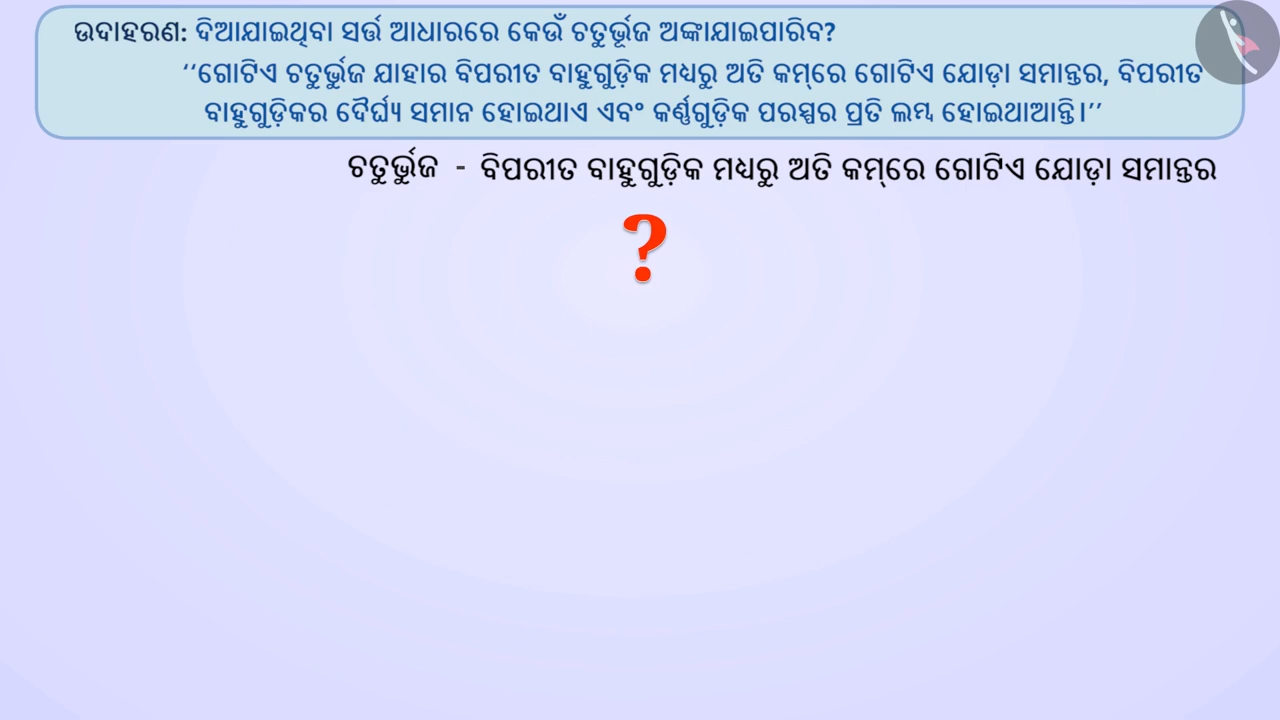 ଉଦାହରଣ: ଦିଆଯାଇଥିବା ସର୍ତ୍ତ ଆଧାରରେ କେଉଁ ଚତୁର୍ଭୂଜ ଅଙ୍କାଯାଇପାରିବ?
‘‘ଗୋଟିଏ ଚତୁର୍ଭୁଜ ଯାହାର ବିପରୀତ ବାହୁଗୁଡ଼ିକ ମଧ୍ୟରୁ ଅତି କମ୍‌ରେ ଗୋଟିଏ ଯୋଡ଼ା ସମାନ୍ତର, ବିପରୀତ
ବାହୁଗୁଡ଼ିକର ଦୈର୍ଘ୍ୟ ସମାନ ହୋଇଥାଏ ଏବଂ କର୍ଣ୍ଣଗୁଡ଼ିକ ପରସ୍ପର ପ୍ରତି ଲମ୍ବ ହୋଇଥାଆନ୍ତି।’’
ଚତୁର୍ଭୁଜ - ବିପରୀତ ବାହୁଗୁଡ଼ିକ ମଧ୍ୟରୁ ଅତି କମ୍‌ରେ ଗୋଟିଏ ଯୋଡ଼ା ସମାନ୍ତର
?